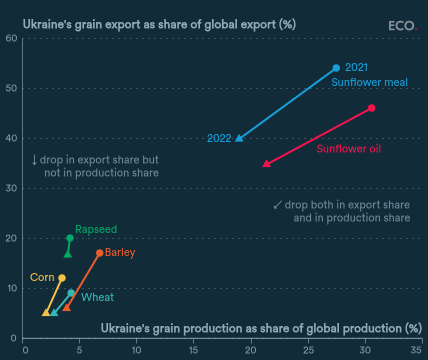 Ukraine's grain export as share of global export (%)
ECO.
60
2021
50
Sunflower meal
40
2022
Sunflower oil
↓ drop in export share but
not in production share
30
↙ drop both in export share
and in production share
Rapeseed
20
Barley
Corn
10
Wheat
Ukraine's grain production as share of global production (%)
0
0
5
10
15
20
25
30
35